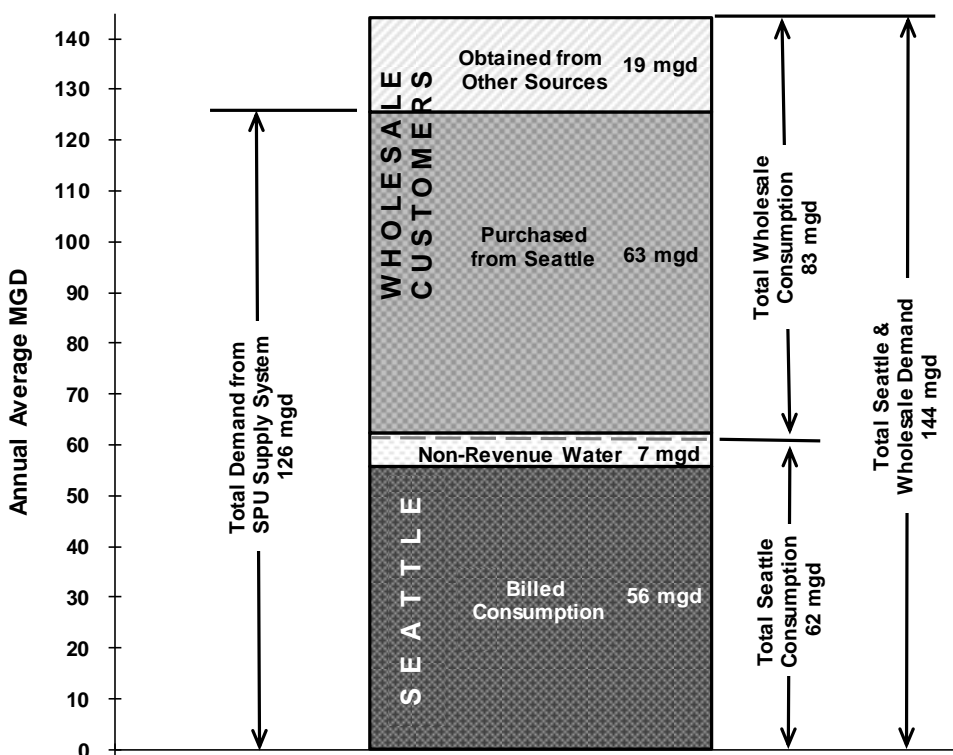 Annual Average MGD
140
130
120
110
100
90
80
70
60
50
40
30
20
10
0
Total Demand from
SPU Supply System
126 mgd
WHOLESALE
CUSTOMERS
Obtained from
Other Sources
19 mgd
Purchased
from Seattle
63 mgd
Non-Revenue Water 7 mgd
SEATTLE
Billed
Consumption
56 mgd
Total Wholesale
Consumption
83 mgd
Total Seattle
Consumption
62 mgd
Total Seattle &
Wholesale Demand
144 mgd